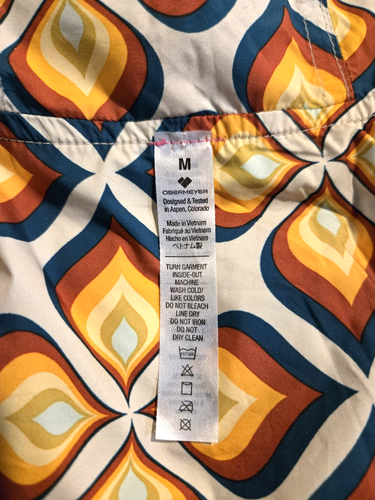 M
OBERMEYER
Designed & Tested
in Aspen, Colorado
Made in Vietnam
Fabriqué au Vietnam
Hecho en Vietnam
ベトナム製
TURN GARMENT
INSIDE-OUT
MACHINE
WASH COLD/
LIKE COLORS
DO NOT BLEACH
LINE DRY
DO NOT IRON
DO NOT
DRY CLEAN